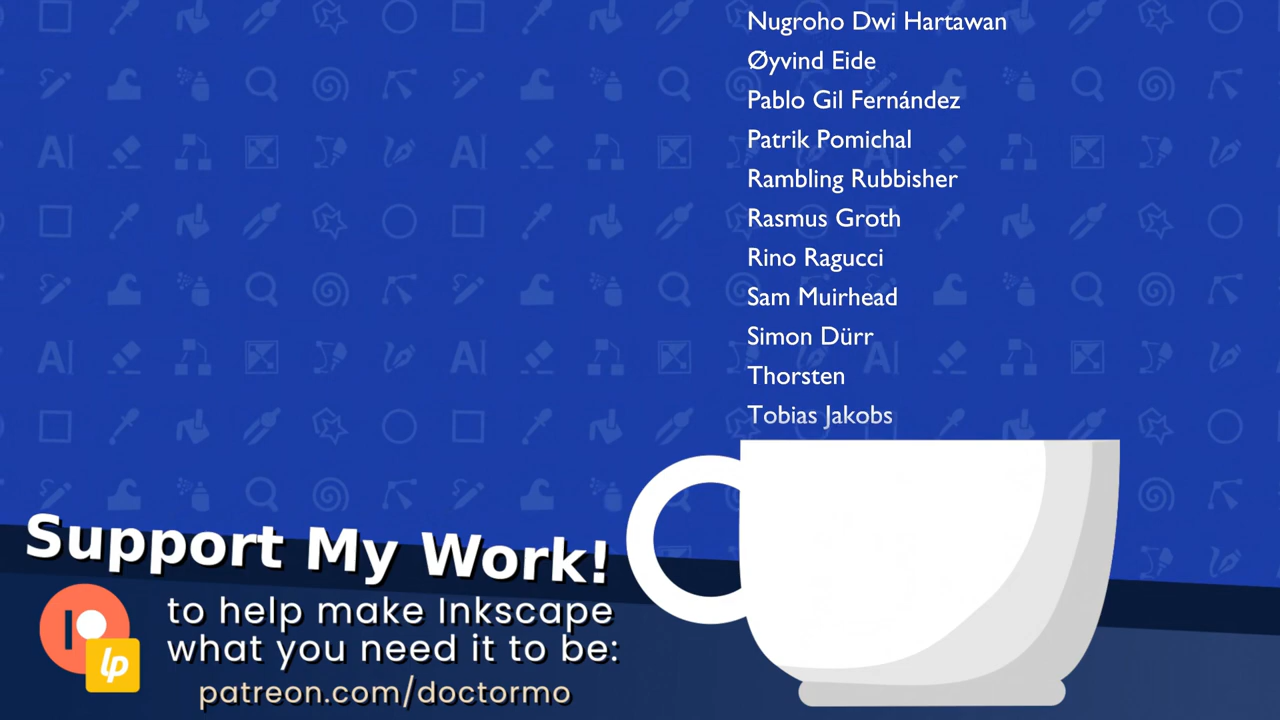 Nugroho Dwi Hartawan
Øyvind Eide
Pablo Gil Fernández
Patrik Pomichal
Rambling Rubbisher
Rasmus Groth
Rino Ragucci
Sam Muirhead
Simon Dürr
Thorsten
Tobias Jakobs
Support My Work!
to help make Inkscape
what you need it to be:
lp
patreon.com/doctormo